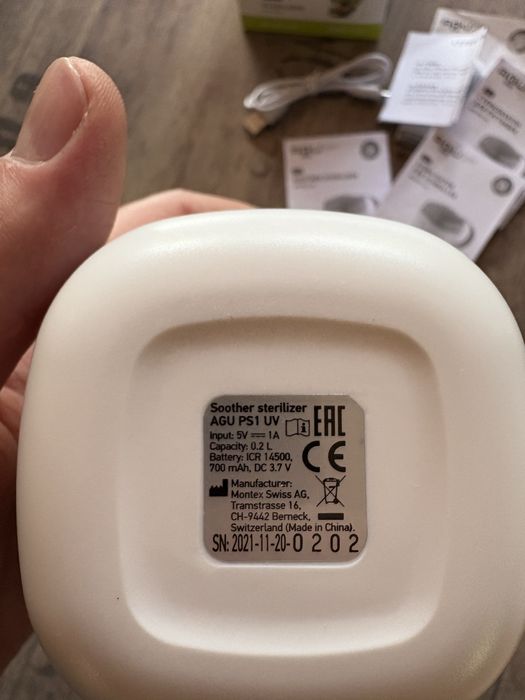 Soother sterilizer
AGU PS1 UV
EAC
Input: 5V ⎓ 1A
Capacity: 0.2 L
Battery: ICR 14500,
700 mAh, DC 3.7 V
CE
Manufacturer:
Montex Swiss AG,
Tramstrasse 16,
CH-9442 Berneck,
Switzerland (Made in China).
SN: 2021-11-20-0202